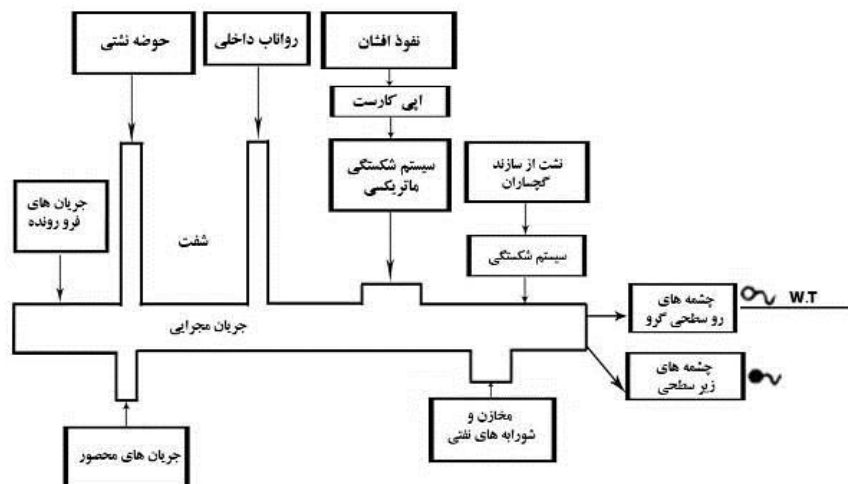 حوضه نشتی
رواناب داخلی
نفوذ افشان
اپی کارست
سیستم شکستگی
ماتریکسی
نشت از سازند
گچساران
سیستم شکستگی
جریان های
فرو رونده
شفت
جریان مجرایی
چشمه های
رو سطحی گرو
W.T
چشمه های
زیر سطحی
مخازن و
شورابه های نفتی
جریان های محصور